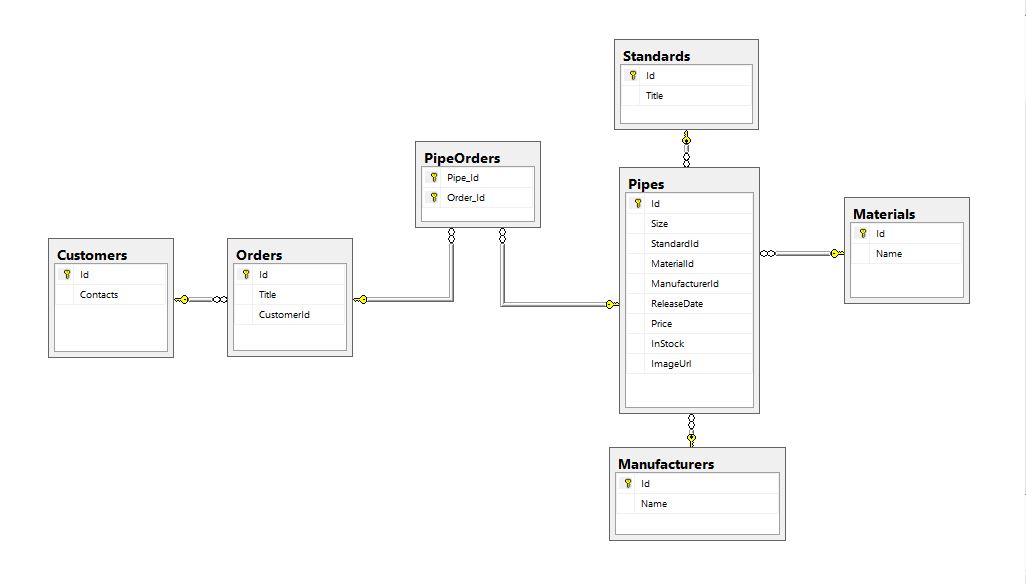 Standards
Id
Title
PipeOrders
Pipe_Id
Order_Id
Pipes
Id
Size
StandardId
MaterialId
ManufacturerId
ReleaseDate
Price
InStock
ImageUrl
Materials
Id
Name
Customers
Id
Contacts
Orders
Id
Title
CustomerId
Manufacturers
Id
Name